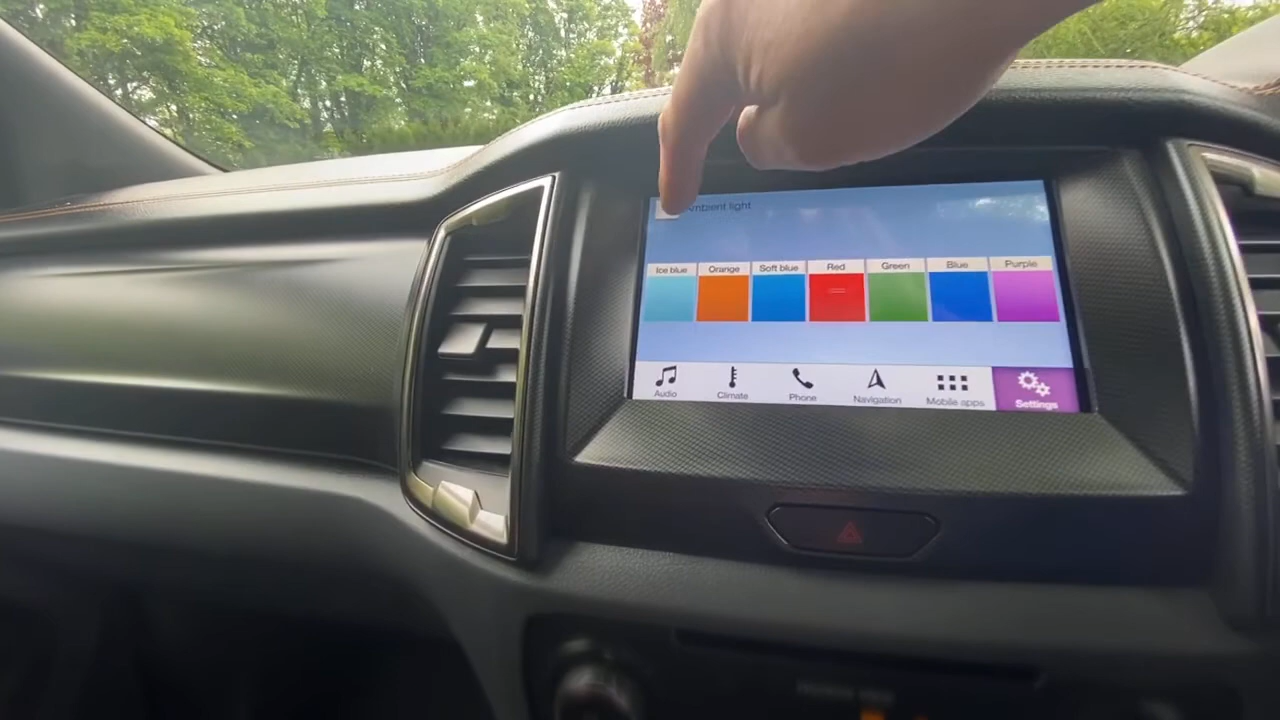 Ambient light
Ice blue Orange Soft blue Red Green Blue Purple
Audio Climate Phone Navigation Mobile apps Settings